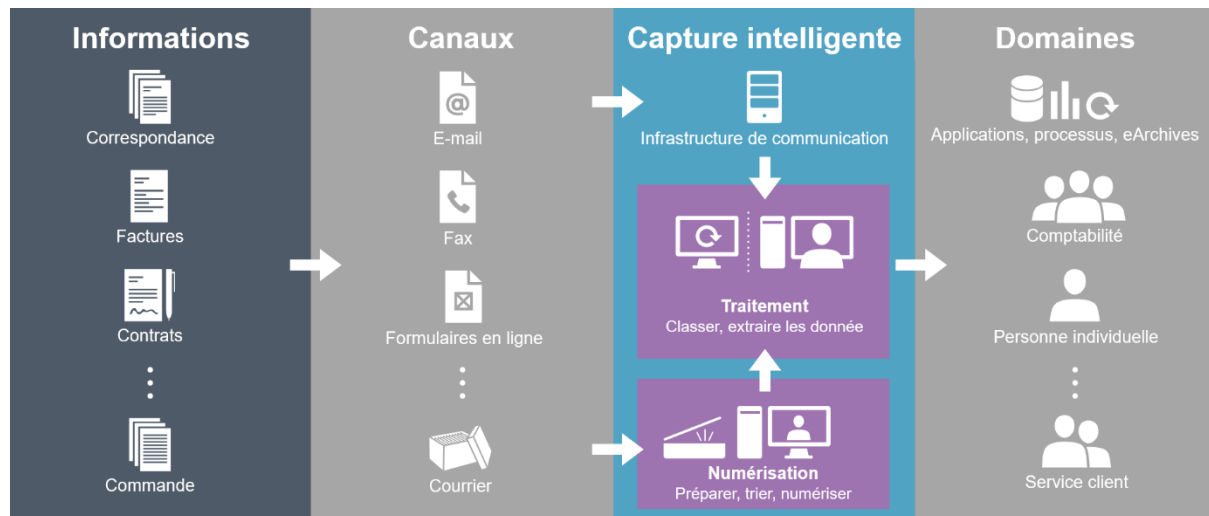 Informations
Correspondance
Factures
Contrats
Commande
Canaux
@
E-mail
Fax
Formulaires en ligne
Courrier
Capture intelligente
Infrastructure de communication
Traitement
Classer, extraire les donnée
Numérisation
Préparer, trier, numériser
Domaines
Applications, processus, eArchives
Comptabilité
Personne individuelle
Service client